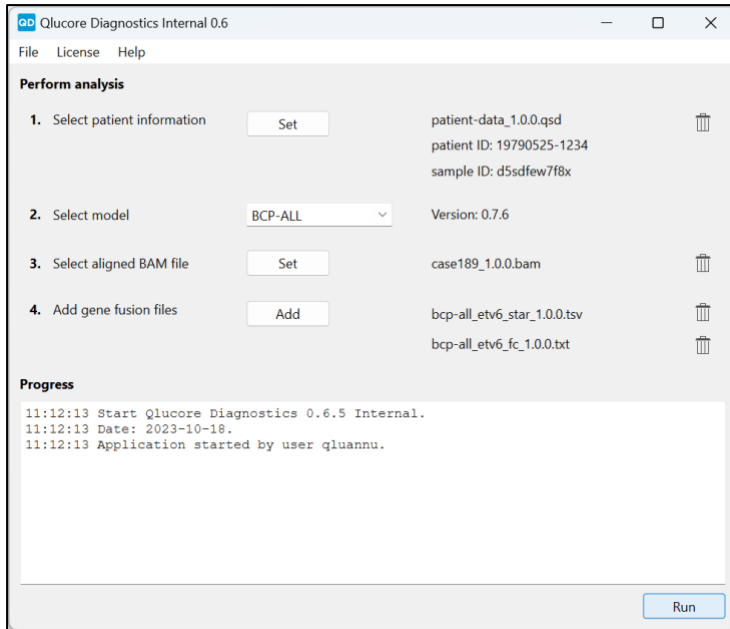 QD Qlucore Diagnostics Internal 0.6
File License Help
Perform analysis
1. Select patient information Set patient-data_1.0.0.qsd
patient ID: 19790525-1234
sample ID: d5sdfew7f8x
2. Select model BCP-ALL Version: 0.7.6
3. Select aligned BAM file Set case189_1.0.0.bam
4. Add gene fusion files Add bcp-all_etv6_star_1.0.0.tsv
bcp-all_etv6_fc_1.0.0.txt
Progress
11:12:13 Start Qlucore Diagnostics 0.6.5 Internal.
11:12:13 Date: 2023-10-18.
11:12:13 Application started by user qluannu.
Run